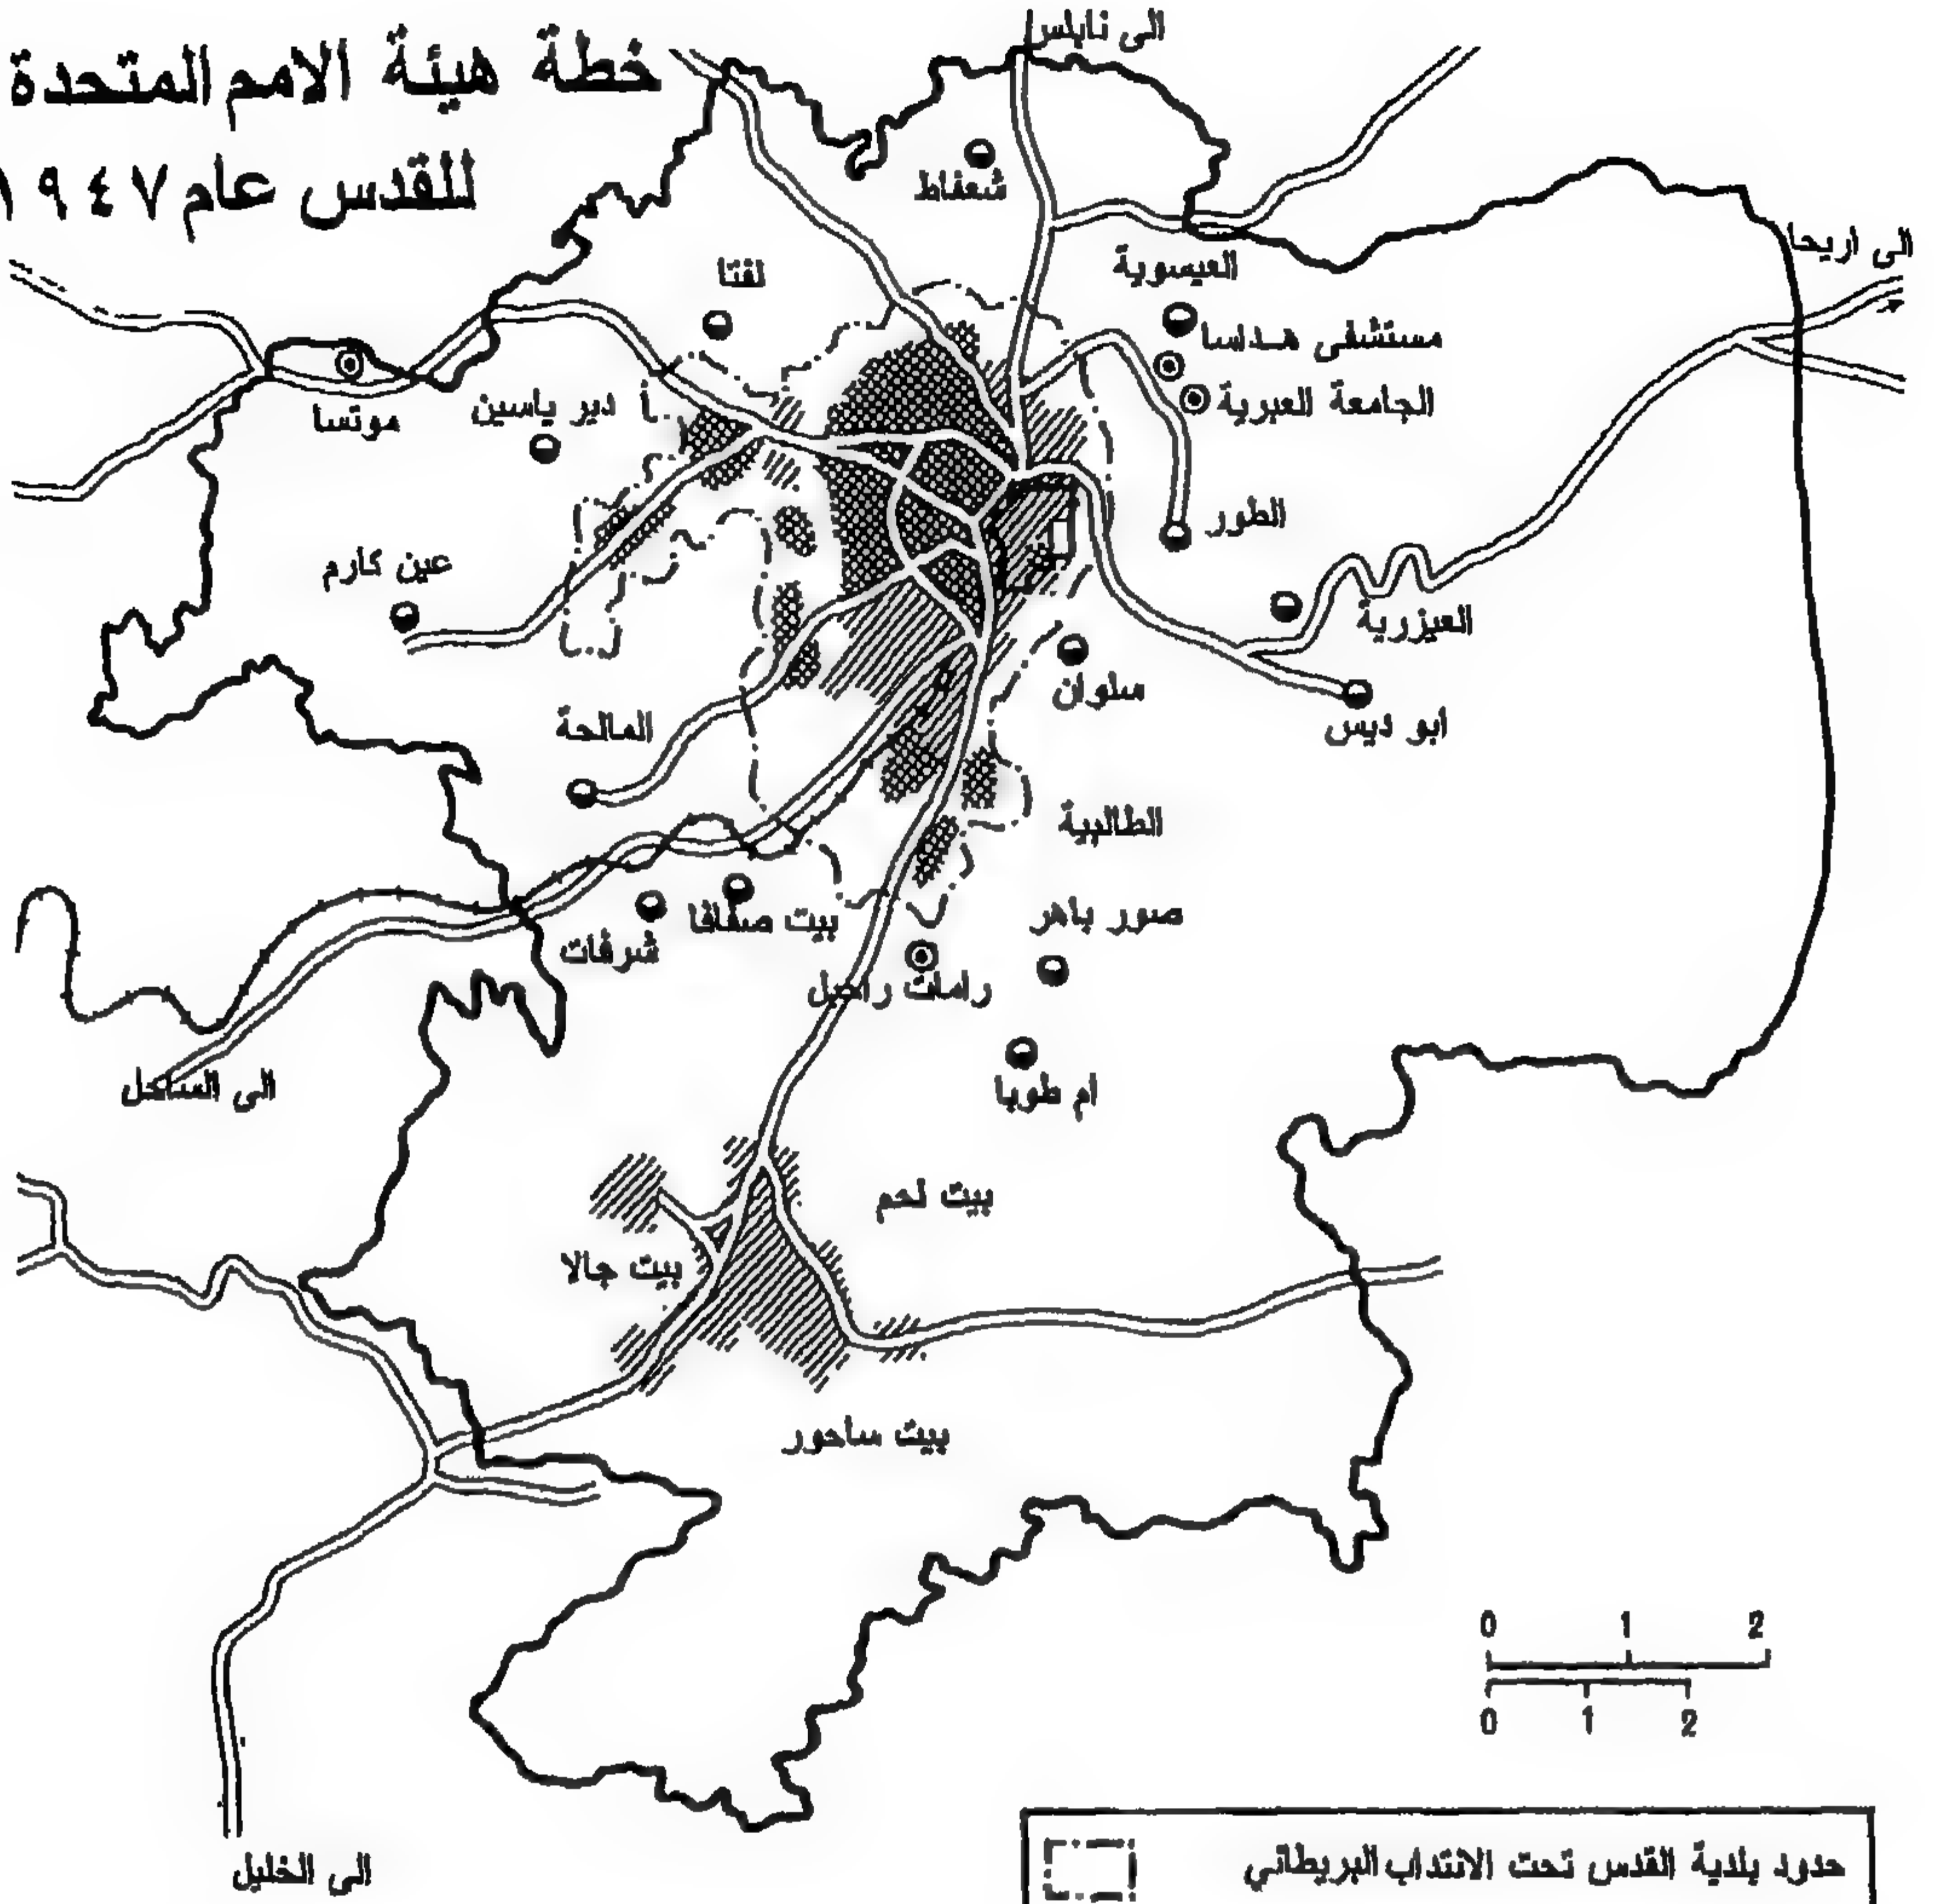 خطة هيئة الامم المتحدة
للقدس عام ١٩٤٧
الى نابلس
شعفاط
الى اريحا
العيسوية
لفتا
مستشفى هدلسا
الجامعة العبرية
موتسا
دير ياسين
الطور
عين كارم
العيزرية
سلوان
ابو ديس
المالحة
الطالبية
بيت صفافا
صور باهر
شرفات
رامات راحيل
الى الساحل
ام طوبا
بيت لحم
بيت جالا
بيت ساحور
0 1 2
0 1 2
الى الخليل
حدود بلدية القدس تحت الانتداب البريطاني